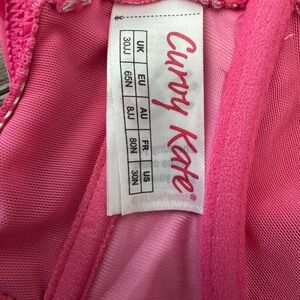 Curvy Kate®
UK EU AU FR US
30JJ 65N 8JJ 80N 30N